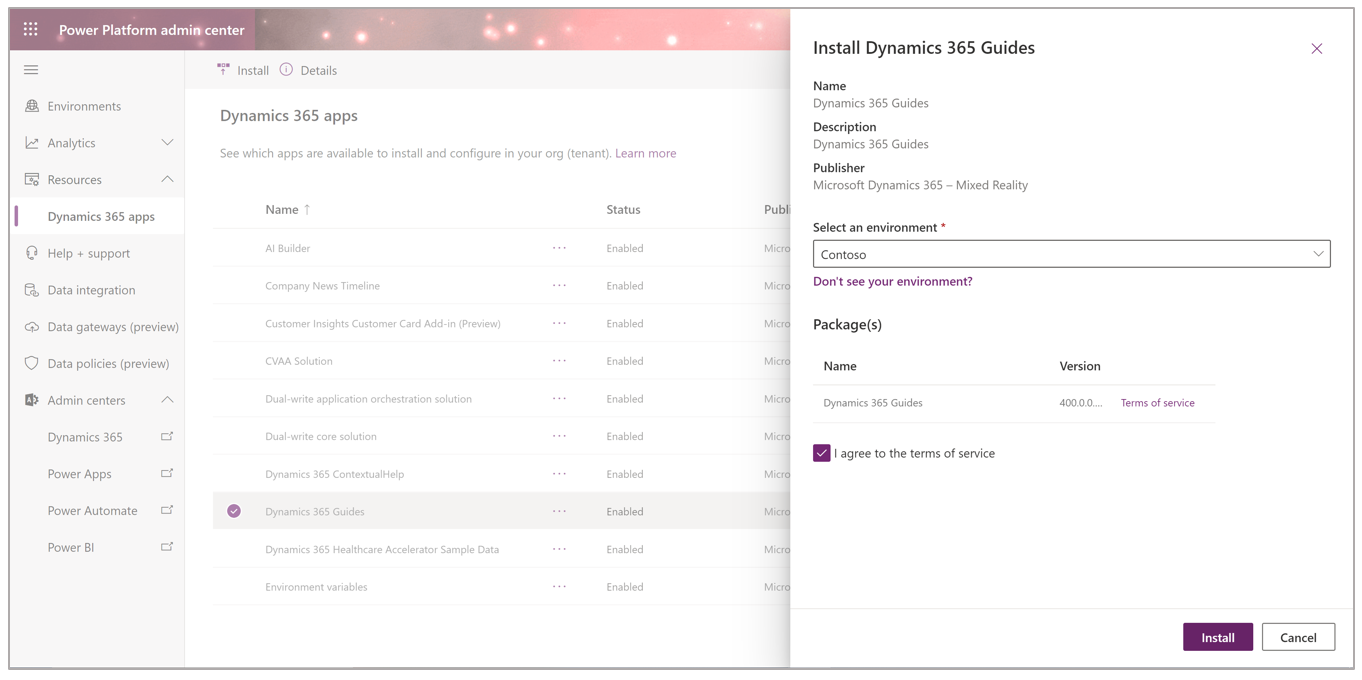 Power Platform admin center
Environments
Analytics
Resources
Dynamics 365 apps
Help + support
Data integration
Data gateways (preview)
Data policies (preview)
Admin centers
Dynamics 365
Power Apps
Power Automate
Power BI
Install Details
Dynamics 365 apps
See which apps are available to install and configure in your org (tenant). Learn more
Name ↑ Status Publi
AI Builder ... Enabled Micro
Company News Timeline ... Enabled Micro
Customer Insights Customer Card Add-in (Preview) ... Enabled Micro
CVAA Solution ... Enabled Micro
Dual-write application orchestration solution ... Enabled Micro
Dual-write core solution ... Enabled Micro
Dynamics 365 ContextualHelp ... Enabled Micro
Dynamics 365 Guides ... Enabled Micro
Dynamics 365 Healthcare Accelerator Sample Data ... Enabled Micro
Environment variables ... Enabled Micro
Install Dynamics 365 Guides
Name
Dynamics 365 Guides
Description
Dynamics 365 Guides
Publisher
Microsoft Dynamics 365 – Mixed Reality
Select an environment *
Contoso
Don't see your environment?
Package(s)
Name Version
Dynamics 365 Guides 400.0.0.... Terms of service
I agree to the terms of service
Install Cancel